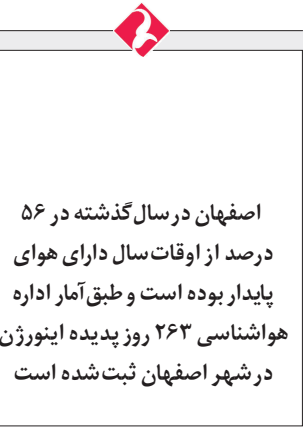 اصفهان در سال گذشته در ۵۶
درصد از اوقات سال دارای هوای
پایدار بوده است و طبق آمار اداره
هواشناسی ۲۶۳ روز پدیده اینورژن
در شهر اصفهان ثبت شده است